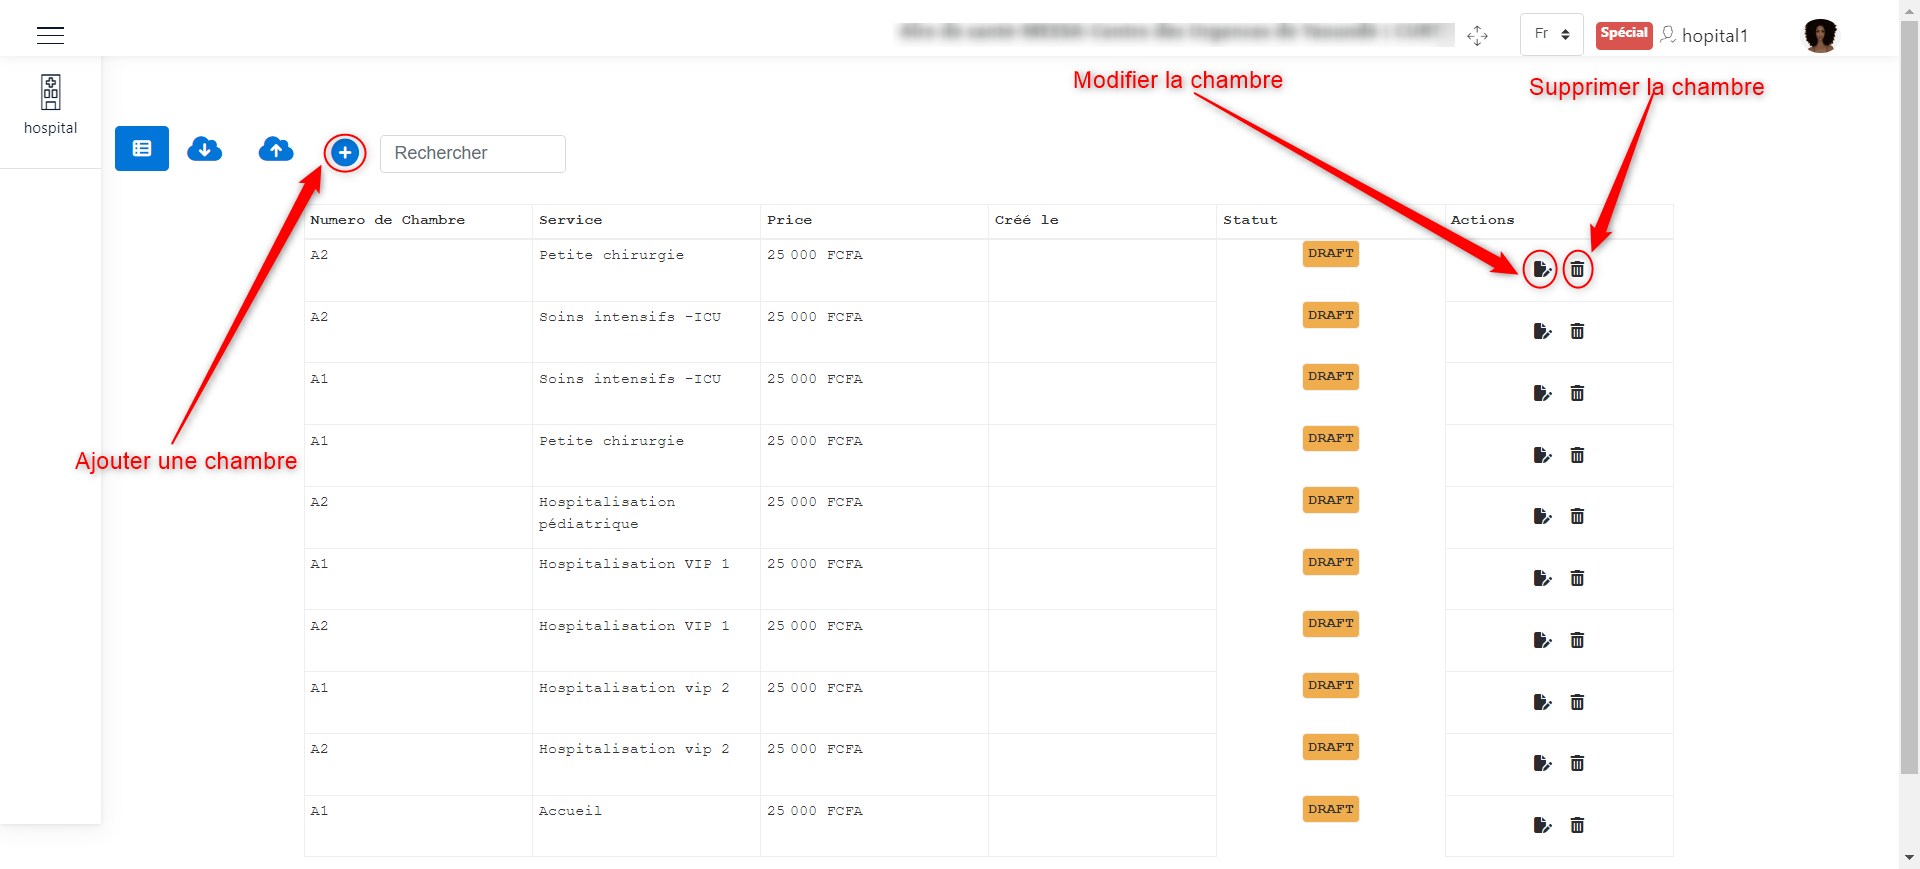 Fr
Spécial
hopital1
Modifier la chambre
Supprimer la chambre
hospital
Rechercher
Ajouter une chambre
Numero de Chambre Service Price Créé le Statut Actions
A2 Petite chirurgie 25 000 FCFA DRAFT
A2 Soins intensifs -ICU 25 000 FCFA DRAFT
A1 Soins intensifs -ICU 25 000 FCFA DRAFT
A1 Petite chirurgie 25 000 FCFA DRAFT
A2 Hospitalisation 25 000 FCFA DRAFT
pédiatrique
A1 Hospitalisation VIP 1 25 000 FCFA DRAFT
A2 Hospitalisation VIP 1 25 000 FCFA DRAFT
A1 Hospitalisation vip 2 25 000 FCFA DRAFT
A2 Hospitalisation vip 2 25 000 FCFA DRAFT
A1 Accueil 25 000 FCFA DRAFT